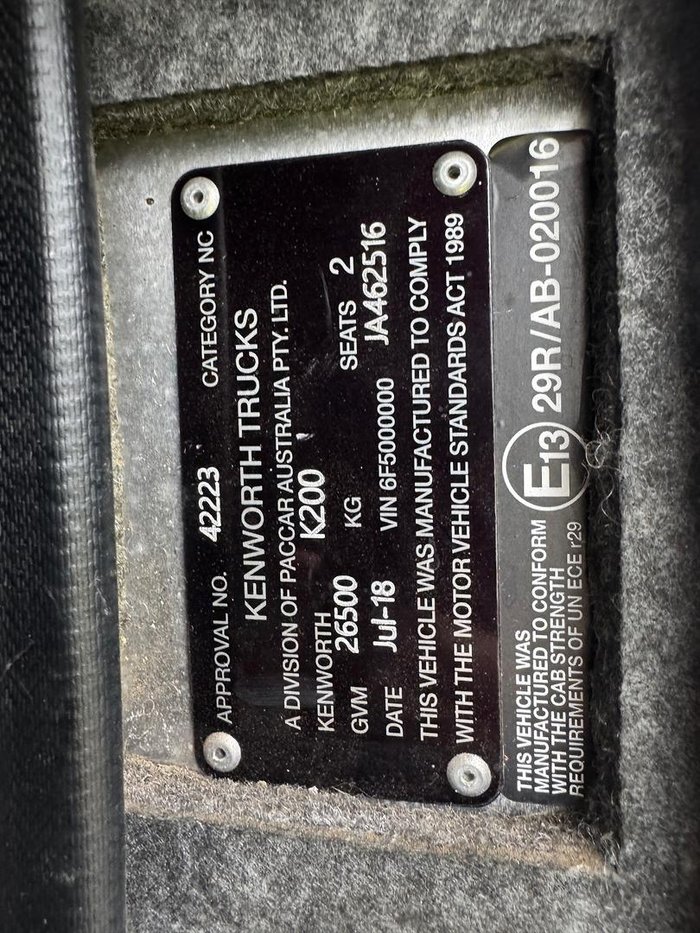 APPROVAL NO. 42223 CATEGORY NC
KENWORTH TRUCKS
A DIVISION OF PACCAR AUSTRALIA PTY. LTD.
KENWORTH K200
GVM 26500 KG SEATS 2
DATE Jul-18 VIN 6F5000000 JA462516
THIS VEHICLE WAS MANUFACTURED TO COMPLY
WITH THE MOTOR VEHICLE STANDARDS ACT 1989
THIS VEHICLE WAS
MANUFACTURED TO CONFORM
WITH THE CAB STRENGTH
REQUIREMENTS OF UN ECE r29
E13 29R/AB-020016